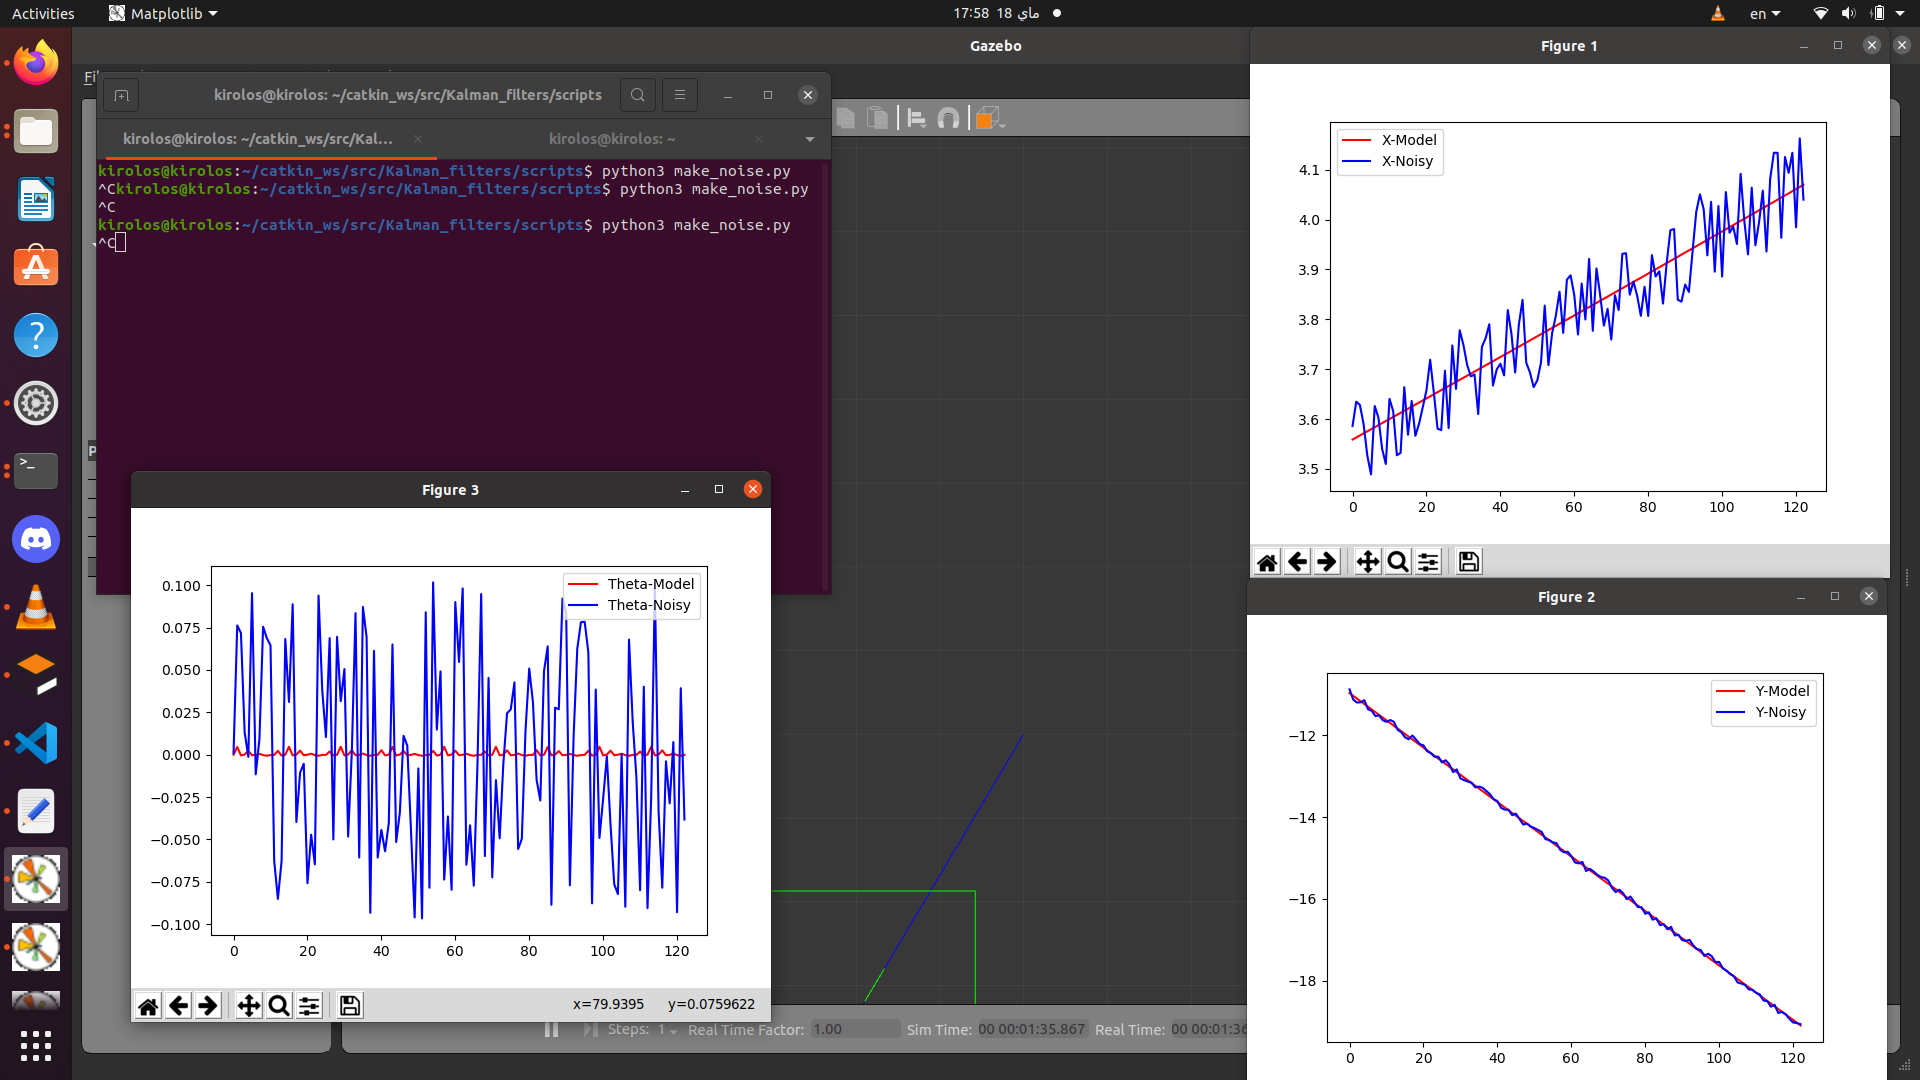 Activities
Matplotlib
17:58 18 ماي
en
Gazebo
kirolos@kirolos: ~/catkin_ws/src/Kalman_filters/scripts
kirolos@kirolos: ~/catkin_ws/src/Kal...
kirolos@kirolos: ~
kirolos@kirolos:~/catkin_ws/src/Kalman_filters/scripts$ python3 make_noise.py
^Ckirolos@kirolos:~/catkin_ws/src/Kalman_filters/scripts$ python3 make_noise.py
^C
kirolos@kirolos:~/catkin_ws/src/Kalman_filters/scripts$ python3 make_noise.py
^C
Figure 1
X-Model
X-Noisy
4.1
4.0
3.9
3.8
3.7
3.6
3.5
0 20 40 60 80 100 120
Figure 3
Theta-Model
Theta-Noisy
0.100
0.075
0.050
0.025
0.000
−0.025
−0.050
−0.075
−0.100
0 20 40 60 80 100 120
x=79.9395 y=0.0759622
Figure 2
Y-Model
Y-Noisy
−12
−14
−16
−18
0 20 40 60 80 100 120
Steps: 1 Real Time Factor: 1.00 Sim Time: 00 00:01:35.867 Real Time: 00 00:01:36